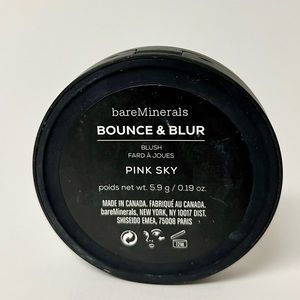 bareMinerals
BOUNCE & BLUR
BLUSH
FARD À JOUES
PINK SKY
poids net wt. 5.9 g / 0.19 oz.
MADE IN CANADA. FABRIQUÉ AU CANADA.
bareMinerals, NEW YORK, NY 10017 DIST.
SHISEIDO EMEA, 75008 PARIS
12M